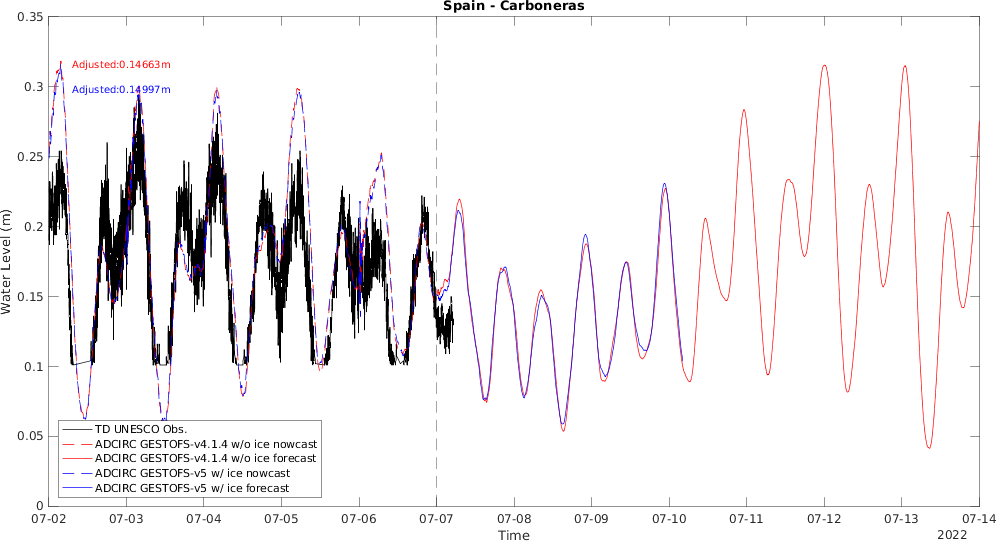 Spain - Carboneras
0.35
0.3
0.25
0.2
0.15
0.1
0.05
0
Water Level (m)
Adjusted:0.14663m
Adjusted:0.14997m
TD UNESCO Obs.
ADCIRC GESTOFS-v4.1.4 w/o ice nowcast
ADCIRC GESTOFS-v4.1.4 w/o ice forecast
ADCIRC GESTOFS-v5 w/ ice nowcast
ADCIRC GESTOFS-v5 w/ ice forecast
07-02 07-03 07-04 07-05 07-06 07-07 07-08 07-09 07-10 07-11 07-12 07-13 07-14
Time
2022